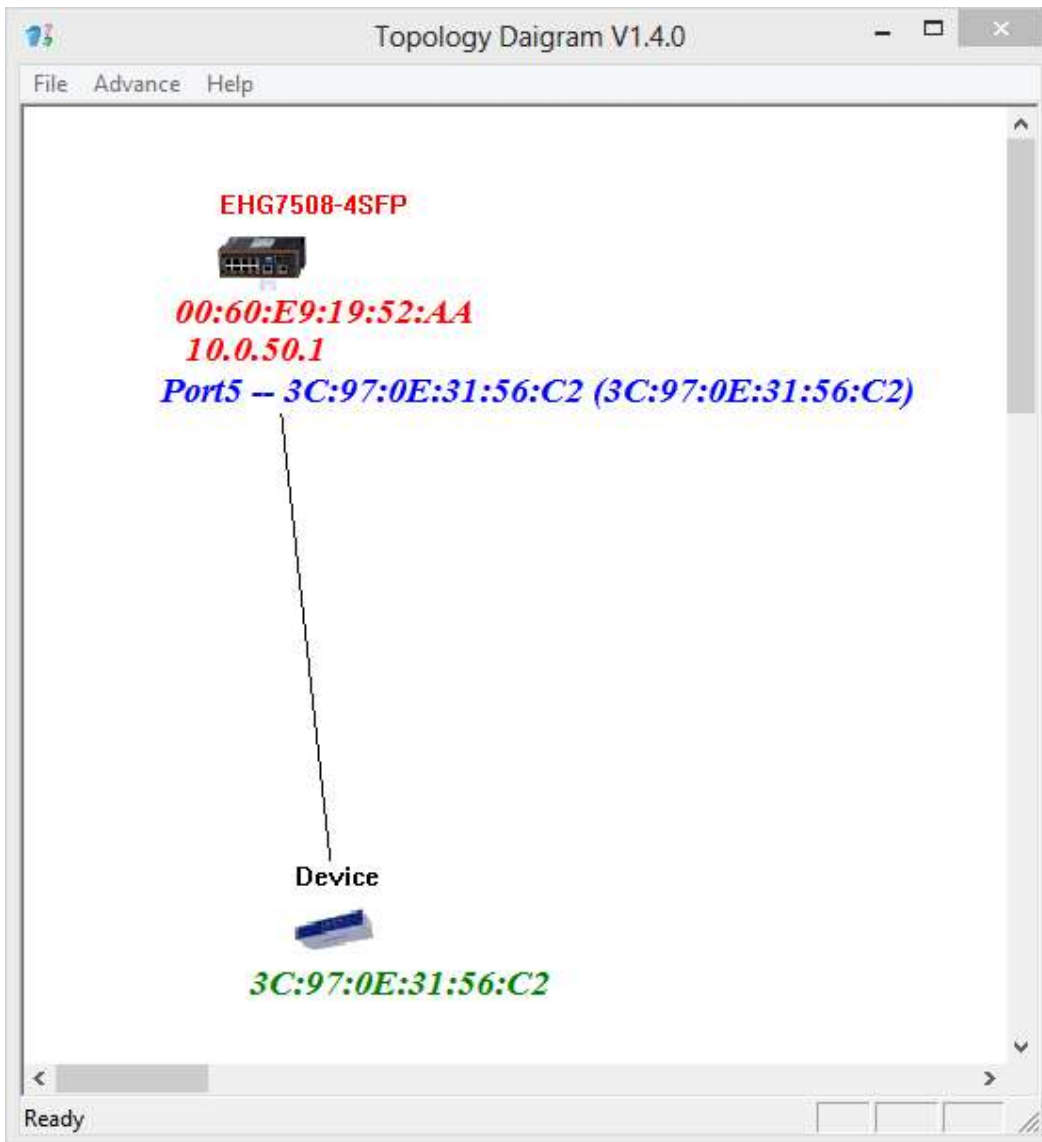 Topology Daigram V1.4.0
File Advance Help
EHG7508-4SFP
00:60:E9:19:52:AA
10.0.50.1
Port5 -- 3C:97:0E:31:56:C2 (3C:97:0E:31:56:C2)
Device
3C:97:0E:31:56:C2
Ready